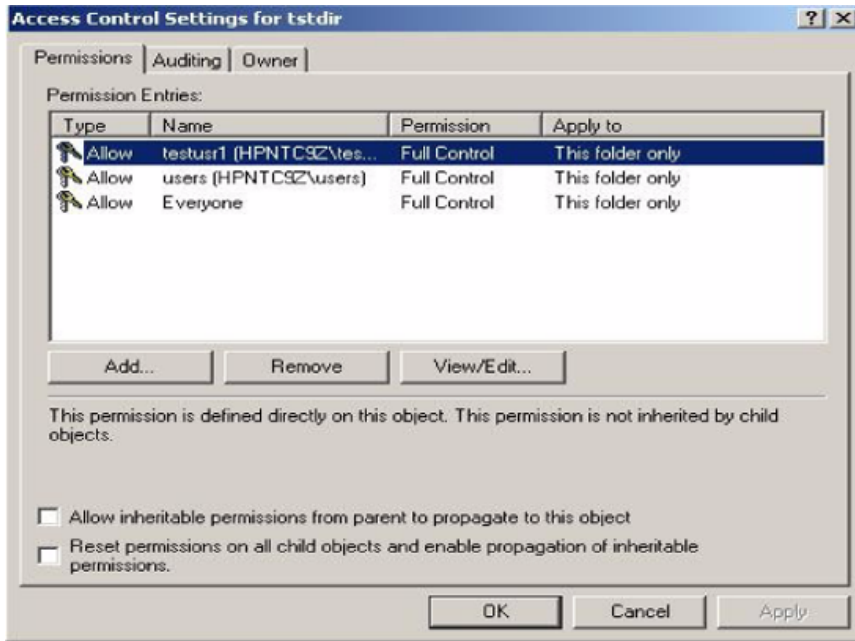 Access Control Settings for tstdir
? ×
Permissions Auditing Owner
Permission Entries:
Type Name Permission Apply to
Allow testusr1 (HPNTC9Z\tes... Full Control This folder only
Allow users (HPNTC9Z\users) Full Control This folder only
Allow Everyone Full Control This folder only
Add... Remove View/Edit...
This permission is defined directly on this object. This permission is not inherited by child
objects.
Allow inheritable permissions from parent to propagate to this object
Reset permissions on all child objects and enable propagation of inheritable
permissions.
OK Cancel Apply